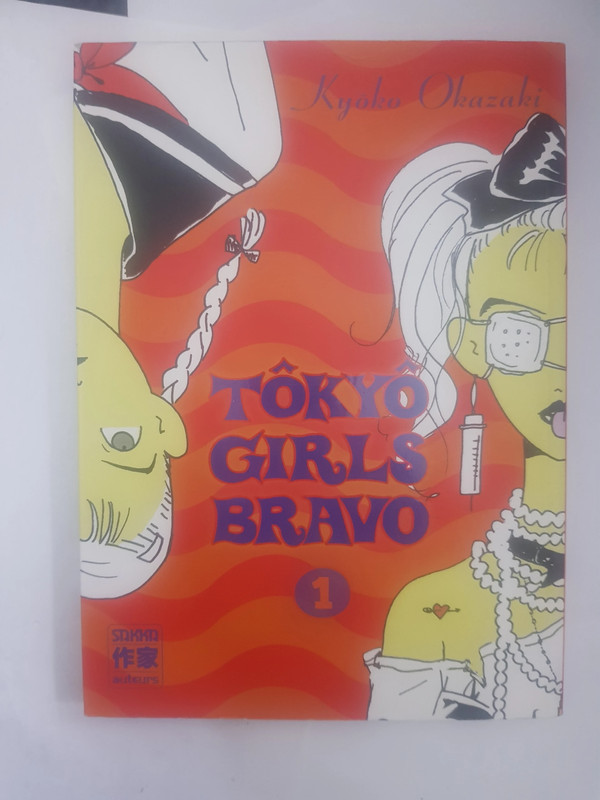 Kyoko Okazaki
TÔKYÔ
GIRLS
BRAVO
1
SAKKA
作家
auteurs